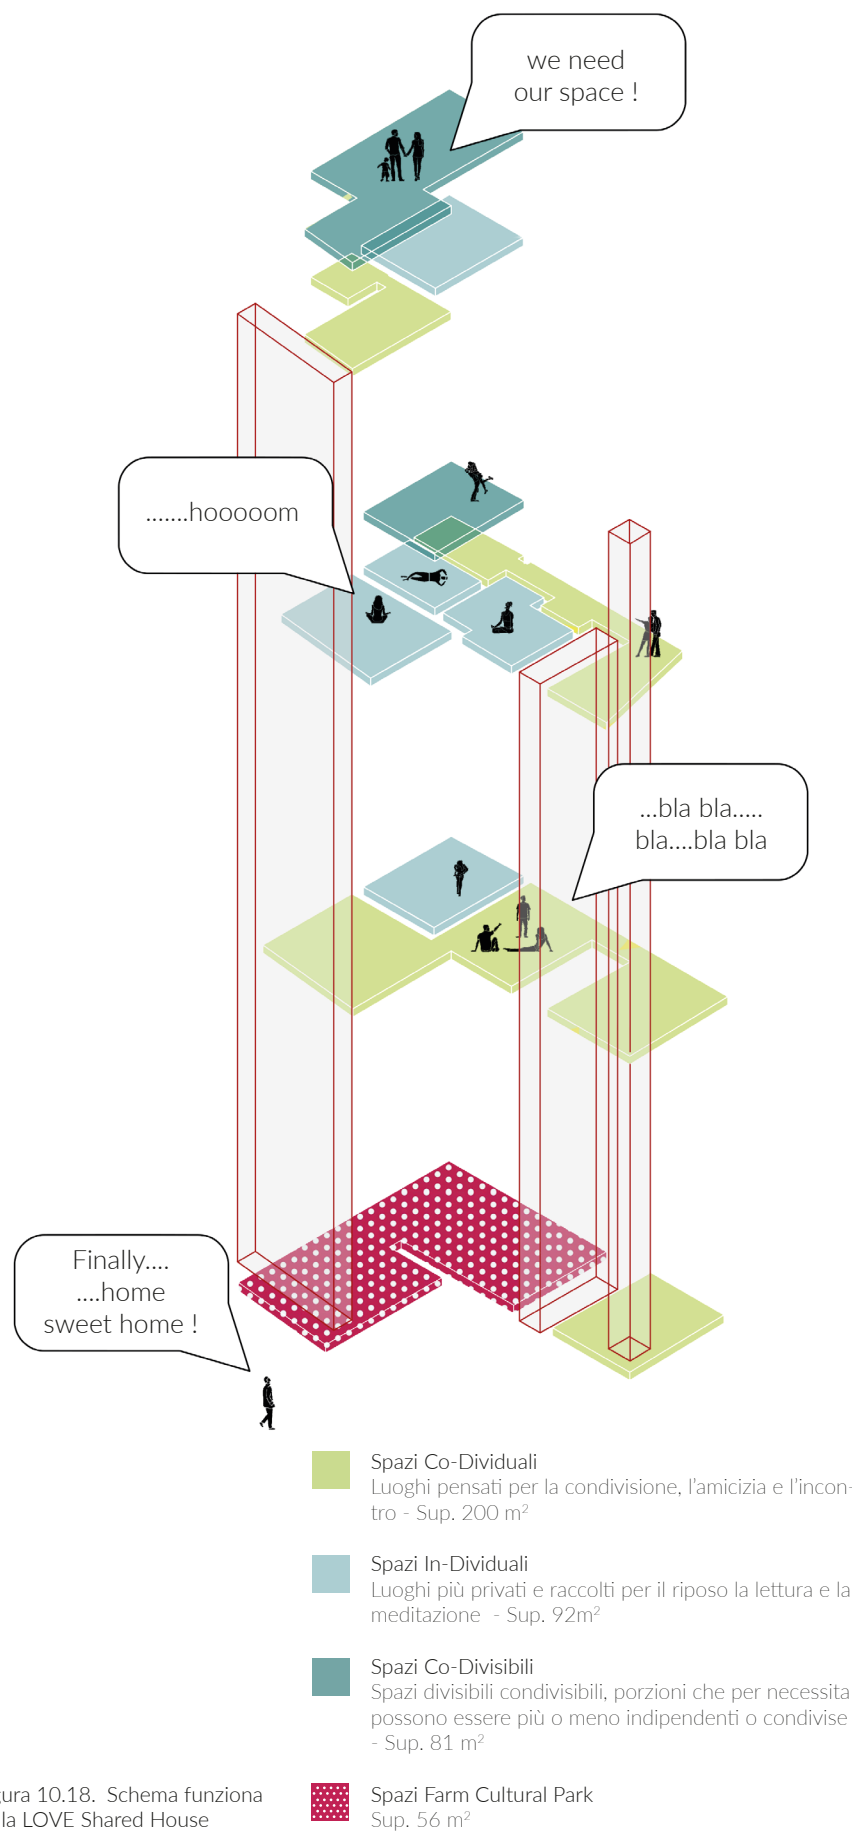 we need
our space !
.......hooooom
...bla bla.....
bla....bla bla
Finally....
....home
sweet home !
Spazi Co-Dividuali
Luoghi pensati per la condivisione, l'amicizia e l'incon-
tro - Sup. 200 m²
Spazi In-Dividuali
Luoghi più privati e raccolti per il riposo la lettura e la
meditazione - Sup. 92m²
Spazi Co-Divisibili
Spazi divisibili condivisibili, porzioni che per necessita
possono essere più o meno indipendenti o condivise
- Sup. 81 m²
Spazi Farm Cultural Park
Sup. 56 m²
gura 10.18. Schema funziona
la LOVE Shared House